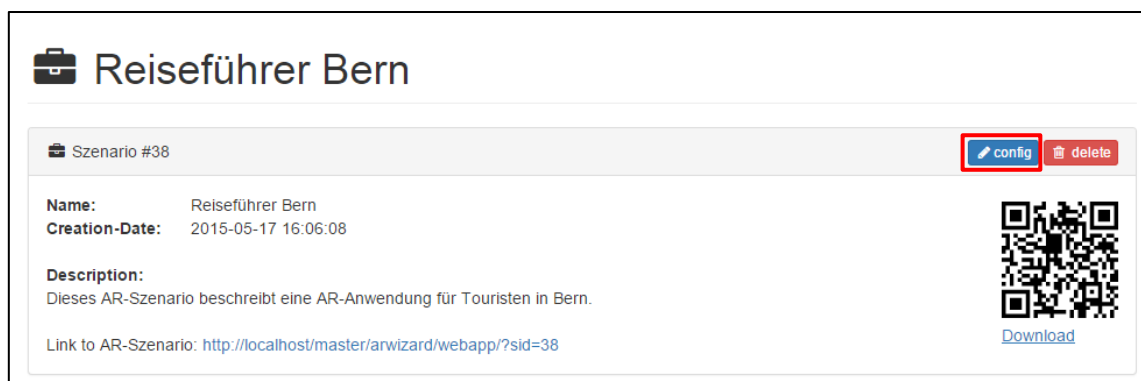 Reiseführer Bern
Szenario #38
config
delete
Name: Reiseführer Bern
Creation-Date: 2015-05-17 16:06:08
Description:
Dieses AR-Szenario beschreibt eine AR-Anwendung für Touristen in Bern.
Link to AR-Szenario: http://localhost/master/arwizard/webapp/?sid=38
Download